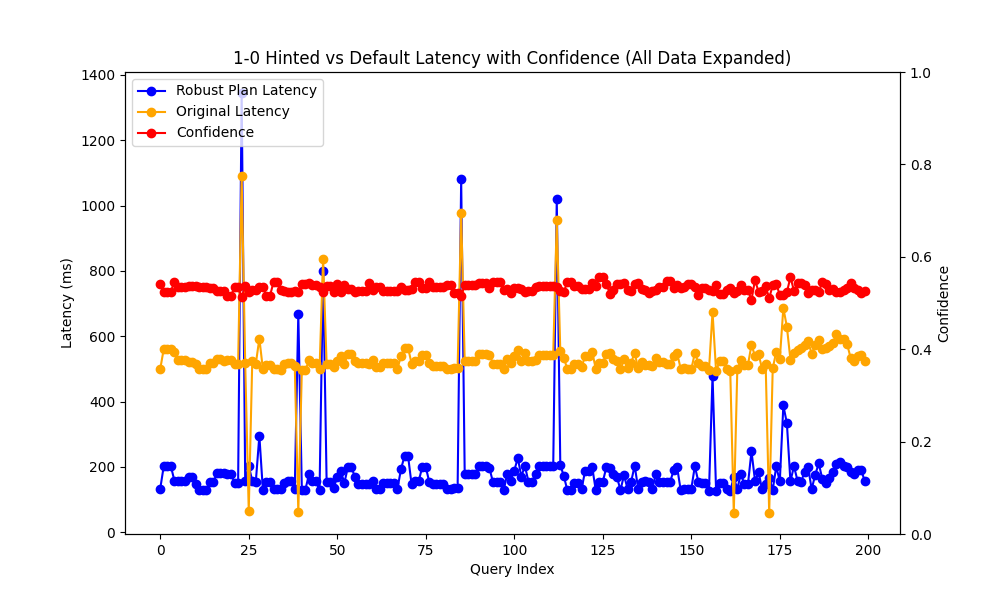 1-0 Hinted vs Default Latency with Confidence (All Data Expanded)
Robust Plan Latency
Original Latency
Confidence
1400
1200
1000
800
600
400
200
0
Latency (ms)
1.0
0.8
0.6
0.4
0.2
0.0
Confidence
0 25 50 75 100 125 150 175 200
Query Index